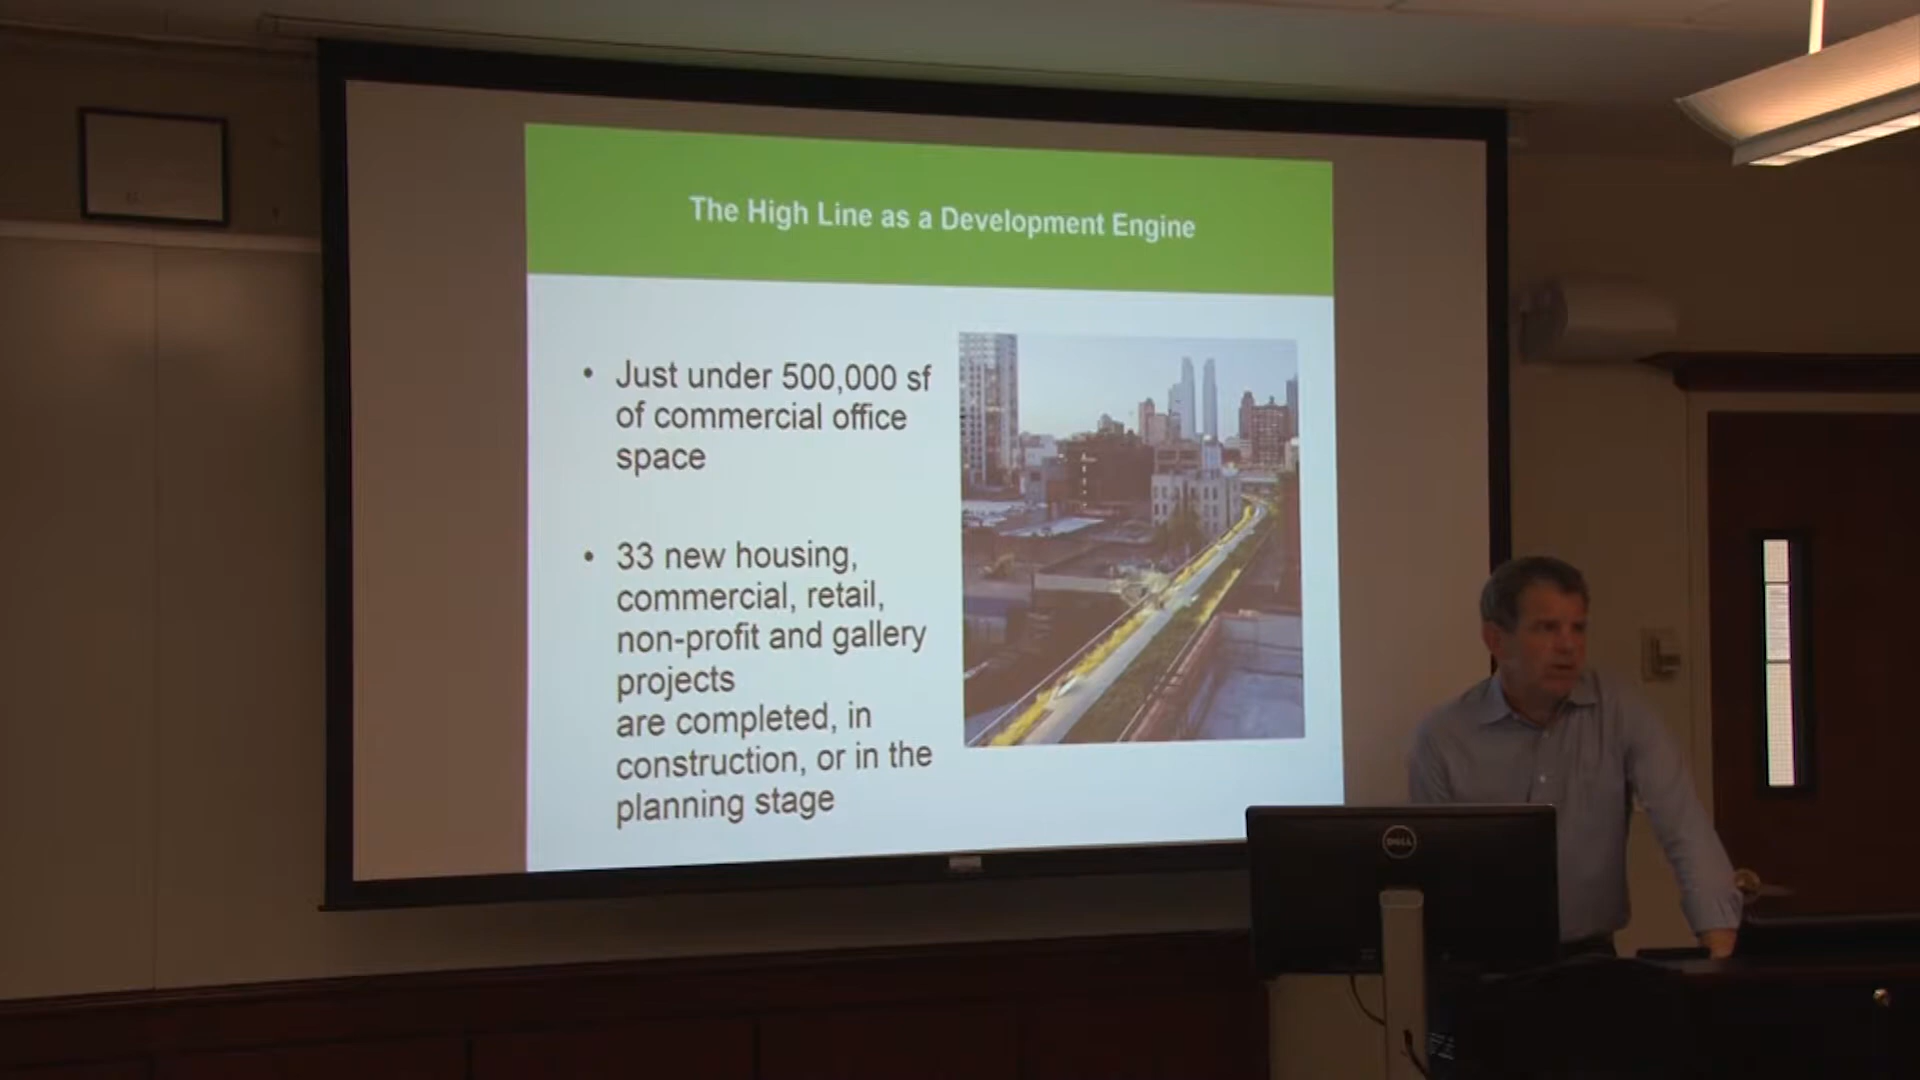 The High Line as a Development Engine
• Just under 500,000 sf
of commercial office
space
• 33 new housing,
commercial, retail,
non-profit and gallery
projects
are completed, in
construction, or in the
planning stage
DELL